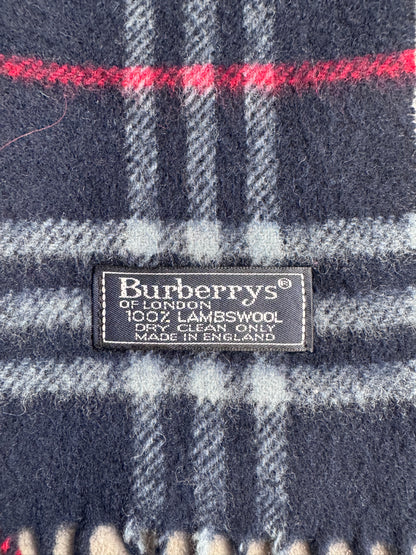 Burberrys®
OF LONDON
100% LAMBSWOOL
DRY CLEAN ONLY
MADE IN ENGLAND